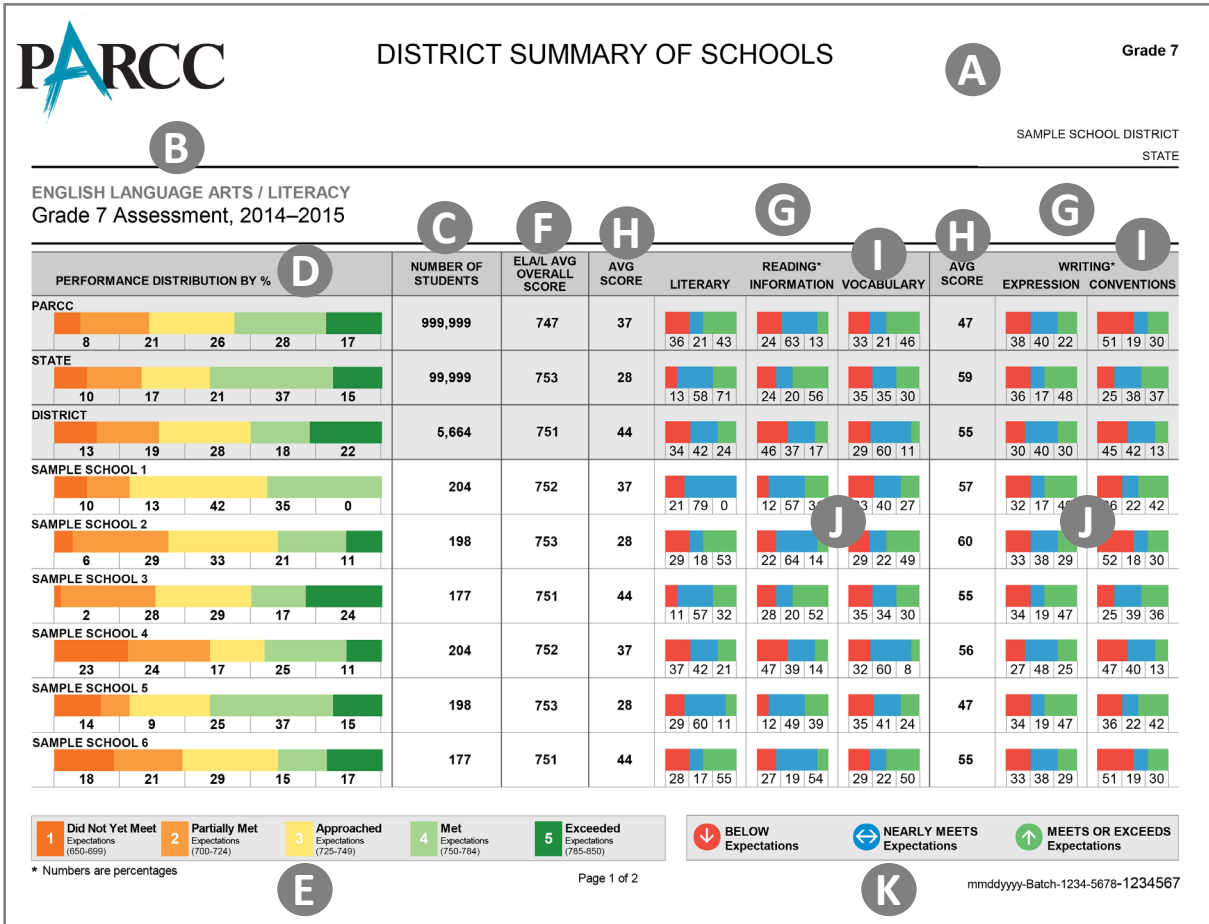 PARCC
DISTRICT SUMMARY OF SCHOOLS
Grade 7
A
B
SAMPLE SCHOOL DISTRICT
STATE
ENGLISH LANGUAGE ARTS / LITERACY
Grade 7 Assessment, 2014–2015
C F H G H G I I
PERFORMANCE DISTRIBUTION BY % D
NUMBER OF STUDENTS
ELA/L AVG OVERALL SCORE
AVG SCORE
READING*
LITERARY INFORMATION VOCABULARY
AVG SCORE
WRITING*
EXPRESSION CONVENTIONS
PARCC
999,999 747 37 47
8 21 26 28 17 36 21 43 24 63 13 33 21 46 38 40 22 51 19 30
STATE
99,999 753 28 59
10 17 21 37 15 13 58 71 24 20 56 35 35 30 36 17 48 25 38 37
DISTRICT
5,664 751 44 55
13 19 28 18 22 34 42 24 46 37 17 29 60 11 30 40 30 45 42 13
SAMPLE SCHOOL 1
204 752 37 57
10 13 42 35 0 21 79 0 12 57 40 27 32 17 22 42
SAMPLE SCHOOL 2
J J
198 753 28 60
6 29 33 21 11 29 18 53 22 64 14 29 22 49 33 38 29 52 18 30
SAMPLE SCHOOL 3
177 751 44 55
2 28 29 17 24 11 57 32 28 20 52 35 34 30 34 19 47 25 39 36
SAMPLE SCHOOL 4
204 752 37 56
23 24 17 25 11 37 42 21 47 39 14 32 60 8 27 48 25 47 40 13
SAMPLE SCHOOL 5
198 753 28 47
14 9 25 37 15 29 60 11 12 49 39 35 41 24 34 19 47 36 22 42
SAMPLE SCHOOL 6
177 751 44 55
18 21 29 15 17 28 17 55 27 19 54 29 22 50 33 38 29 51 19 30
1 Did Not Yet Meet Expectations (650-699)
2 Partially Met Expectations (700-724)
3 Approached Expectations (725-749)
4 Met Expectations (750-784)
5 Exceeded Expectations (785-850)
BELOW Expectations
NEARLY MEETS Expectations
MEETS OR EXCEEDS Expectations
* Numbers are percentages
E
Page 1 of 2
K
mmddyyyy-Batch-1234-5678-1234567